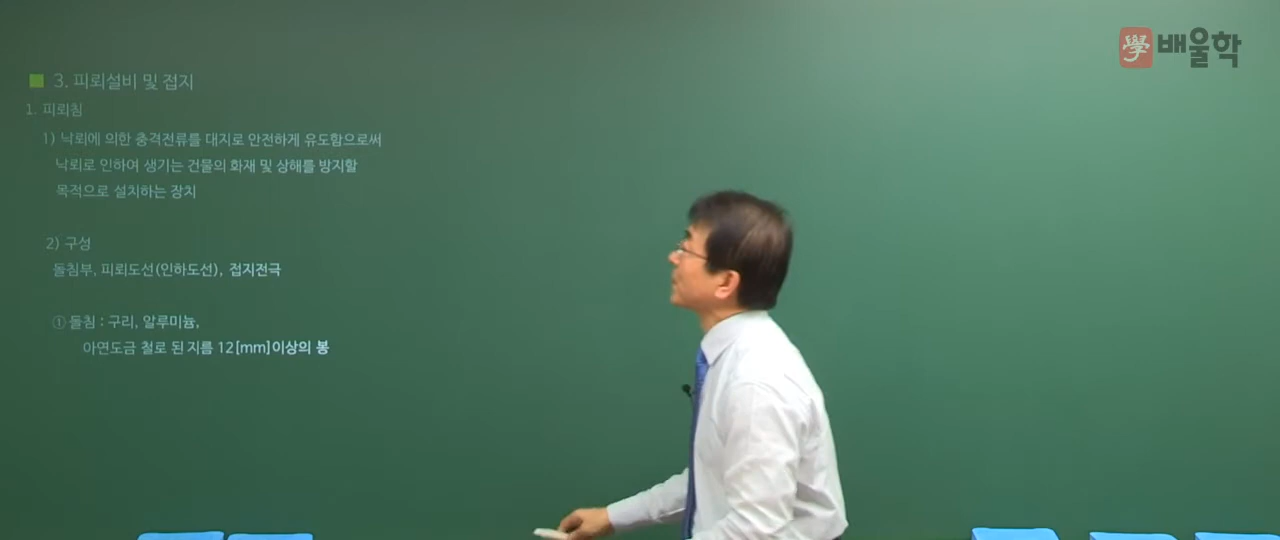 學 배울학
■ 3. 피뢰설비 및 접지
1. 피뢰침
1) 낙뢰에 의한 충격전류를 대지로 안전하게 유도함으로써
낙뢰로 인하여 생기는 건물의 화재 및 상해를 방지할
목적으로 설치하는 장치
2) 구성
돌침부, 피뢰도선(인하도선), 접지전극
① 돌침 : 구리, 알루미늄,
아연도금 철로 된 지름 12[mm]이상의 봉